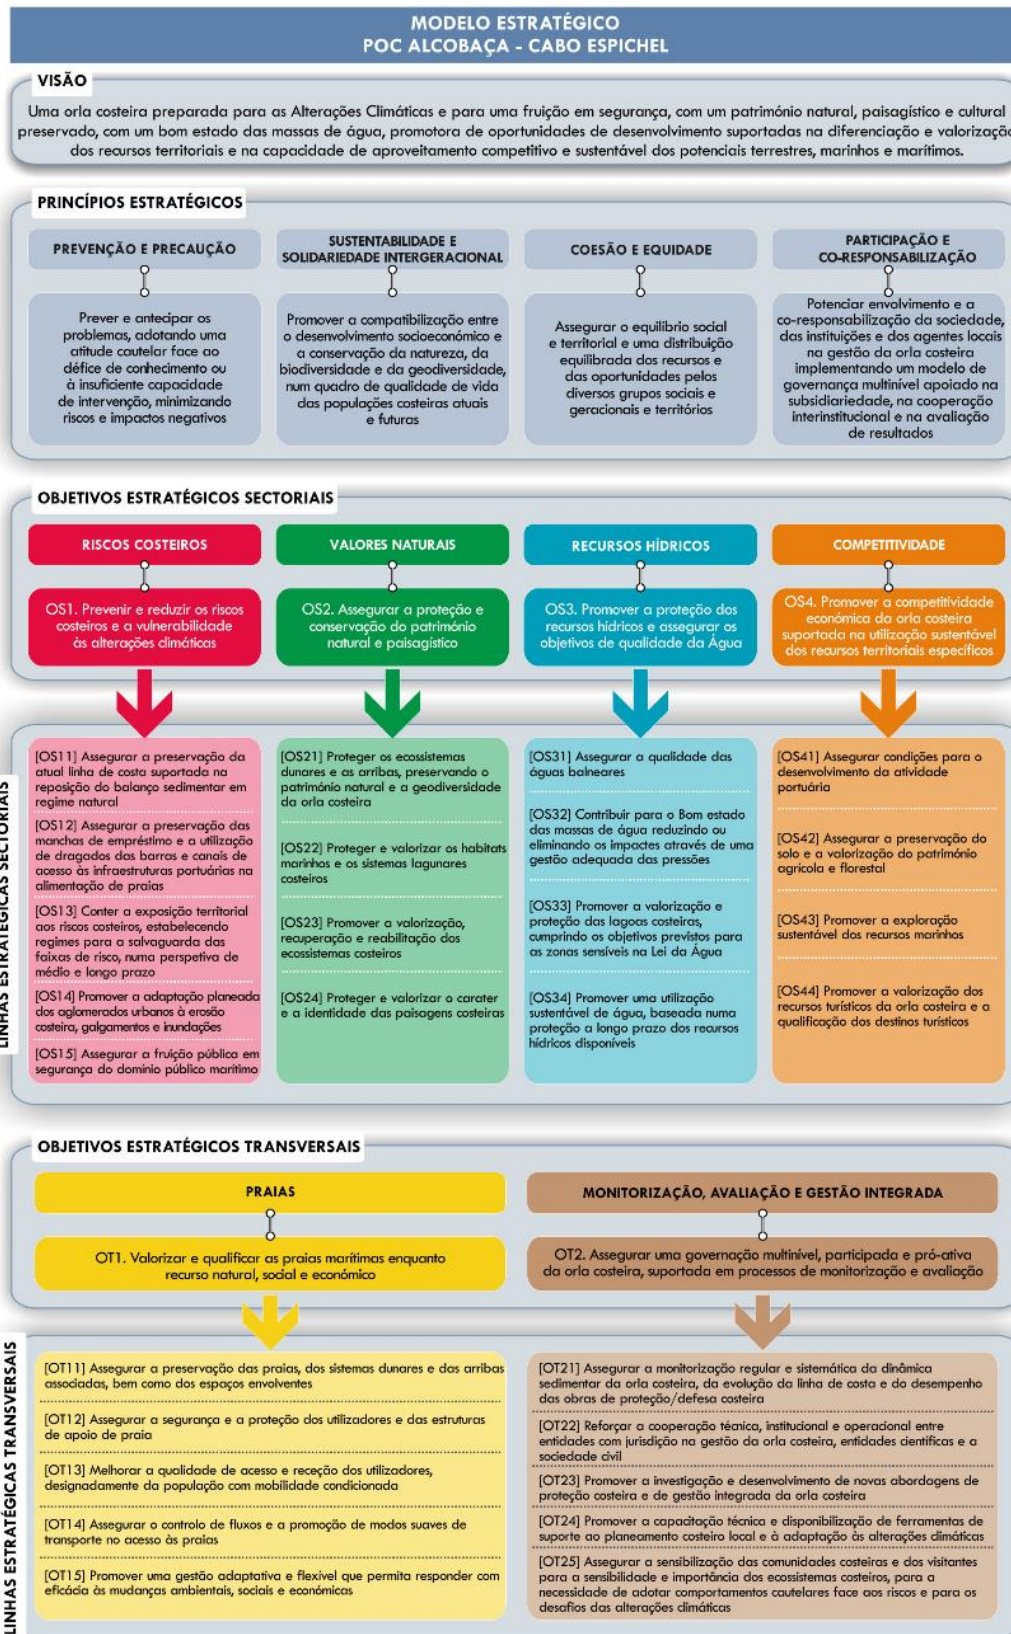 MODELO ESTRATÉGICO
POC ALCOBAÇA - CABO ESPICHEL
VISÃO
Uma orla costeira preparada para as Alterações Climáticas e para uma fruição em segurança, com um património natural, paisagístico e cultural
preservado, com um bom estado das massas de água, promotora de oportunidades de desenvolvimento suportadas na diferenciação e valorização
dos recursos territoriais e na capacidade de aproveitamento competitivo e sustentável dos potenciais terrestres, marinhos e marítimos.
PRINCÍPIOS ESTRATÉGICOS
PREVENÇÃO E PRECAUÇÃO
Prever e antecipar os
problemas, adotando uma
atitude cautelar face ao
défice de conhecimento ou
à insuficiente capacidade
de intervenção, minimizando
riscos e impactos negativos
SUSTENTABILIDADE E
SOLIDARIEDADE INTERGERACIONAL
Promover a compatibilização entre
o desenvolvimento socioeconómico e
a conservação da natureza, da
biodiversidade e da geodiversidade,
num quadro de qualidade de vida
das populações costeiras atuais
e futuras
COESÃO E EQUIDADE
Assegurar o equilíbrio social
e territorial e uma distribuição
equilibrada dos recursos e
das oportunidades pelos
diversos grupos sociais e
geracionais e territórios
PARTICIPAÇÃO E
CO-RESPONSABILIZAÇÃO
Potenciar envolvimento e a
co-responsabilização da sociedade,
das instituições e dos agentes locais
na gestão da orla costeira
implementando um modelo de
governança multinível apoiado na
subsidiariedade, na cooperação
interinstitucional e na avaliação
de resultados
OBJETIVOS ESTRATÉGICOS SECTORIAIS
RISCOS COSTEIROS
OS1. Prevenir e reduzir os riscos
costeiros e a vulnerabilidade
às alterações climáticas
VALORES NATURAIS
OS2. Assegurar a proteção e
conservação do património
natural e paisagístico
RECURSOS HÍDRICOS
OS3. Promover a proteção dos
recursos hídricos e assegurar os
objetivos de qualidade da Água
COMPETITIVIDADE
OS4. Promover a competitividade
económica da orla costeira
suportada na utilização sustentável
dos recursos territoriais específicos
LINHAS ESTRATÉGICAS SECTORIAIS
[OS11] Assegurar a preservação da
atual linha de costa suportada na
reposição do balanço sedimentar em
regime natural
[OS12] Assegurar a preservação das
manchas de empréstimo e a utilização
de dragados das barras e canais de
acesso às infraestruturas portuárias na
alimentação de praias
[OS13] Conter a exposição territorial
aos riscos costeiros, estabelecendo
regimes para a salvaguarda das
faixas de risco, numa perspetiva de
médio e longo prazo
[OS14] Promover a adaptação planeada
dos aglomerados urbanos à erosão
costeira, galgamentos e inundações
[OS15] Assegurar a fruição pública em
segurança do domínio público marítimo
[OS21] Proteger os ecossistemas
dunares e as arribas, preservando o
património natural e a geodiversidade
da orla costeira
[OS22] Proteger e valorizar os habitats
marinhos e os sistemas lagunares
costeiros
[OS23] Promover a valorização,
recuperação e reabilitação dos
ecossistemas costeiros
[OS24] Proteger e valorizar o carater
e a identidade das paisagens costeiras
[OS31] Assegurar a qualidade das
águas balneares
[OS32] Contribuir para o Bom estado
das massas de água reduzindo ou
eliminando os impactes através de uma
gestão adequada das pressões
[OS33] Promover a valorização e
proteção das lagoas costeiras,
cumprindo os objetivos previstos para
as zonas sensíveis na Lei da Água
[OS34] Promover uma utilização
sustentável de água, baseada numa
proteção a longo prazo dos recursos
hídricos disponíveis
[OS41] Assegurar condições para o
desenvolvimento da atividade
portuária
[OS42] Assegurar a preservação do
solo e a valorização do património
agrícola e florestal
[OS43] Promover a exploração
sustentável dos recursos marinhos
[OS44] Promover a valorização dos
recursos turísticos da orla costeira e a
qualificação dos destinos turísticos
OBJETIVOS ESTRATÉGICOS TRANSVERSAIS
PRAIAS
OT1. Valorizar e qualificar as praias marítimas enquanto
recurso natural, social e económico
MONITORIZAÇÃO, AVALIAÇÃO E GESTÃO INTEGRADA
OT2. Assegurar uma governação multinível, participada e pró-ativa
da orla costeira, suportada em processos de monitorização e avaliação
LINHAS ESTRATÉGICAS TRANSVERSAIS
[OT11] Assegurar a preservação das praias, dos sistemas dunares e das arribas
associadas, bem como dos espaços envolventes
[OT12] Assegurar a segurança e a proteção dos utilizadores e das estruturas
de apoio de praia
[OT13] Melhorar a qualidade de acesso e receção dos utilizadores,
designadamente da população com mobilidade condicionada
[OT14] Assegurar o controlo de fluxos e a promoção de modos suaves de
transporte no acesso às praias
[OT15] Promover uma gestão adaptativa e flexível que permita responder com
eficácia às mudanças ambientais, sociais e económicas
[OT21] Assegurar a monitorização regular e sistemática da dinâmica
sedimentar da orla costeira, da evolução da linha de costa e do desempenho
das obras de proteção/defesa costeira
[OT22] Reforçar a cooperação técnica, institucional e operacional entre
entidades com jurisdição na gestão da orla costeira, entidades científicas e a
sociedade civil
[OT23] Promover a investigação e desenvolvimento de novas abordagens de
proteção costeira e de gestão integrada da orla costeira
[OT24] Promover a capacitação técnica e disponibilização de ferramentas de
suporte ao planeamento costeiro local e à adaptação às alterações climáticas
[OT25] Assegurar a sensibilização das comunidades costeiras e dos visitantes
para a sensibilidade e importância dos ecossistemas costeiros, para a
necessidade de adotar comportamentos cautelares face aos riscos e para os
desafios das alterações climáticas